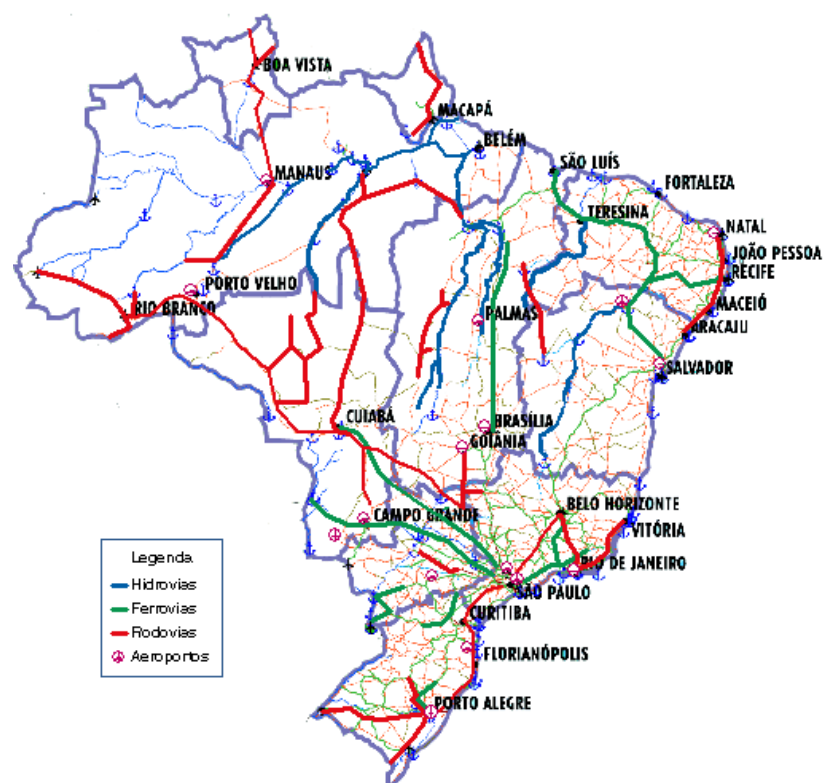 BOA VISTA
MACAPÁ
BELÉM
SÃO LUÍS
FORTALEZA
MANAUS
TERESINA
NATAL
JOÃO PESSOA
RECIFE
PORTO VELHO
RIO BRANCO
PALMAS
MACEIÓ
ARACAJU
SALVADOR
CUIABÁ
BRASÍLIA
GOIÂNIA
BELO HORIZONTE
CAMPO GRANDE
VITÓRIA
RIO DE JANEIRO
SÃO PAULO
CURITIBA
FLORIANÓPOLIS
PORTO ALEGRE
Legenda
Hidrovias
Ferrovias
Rodovias
Aeroportos